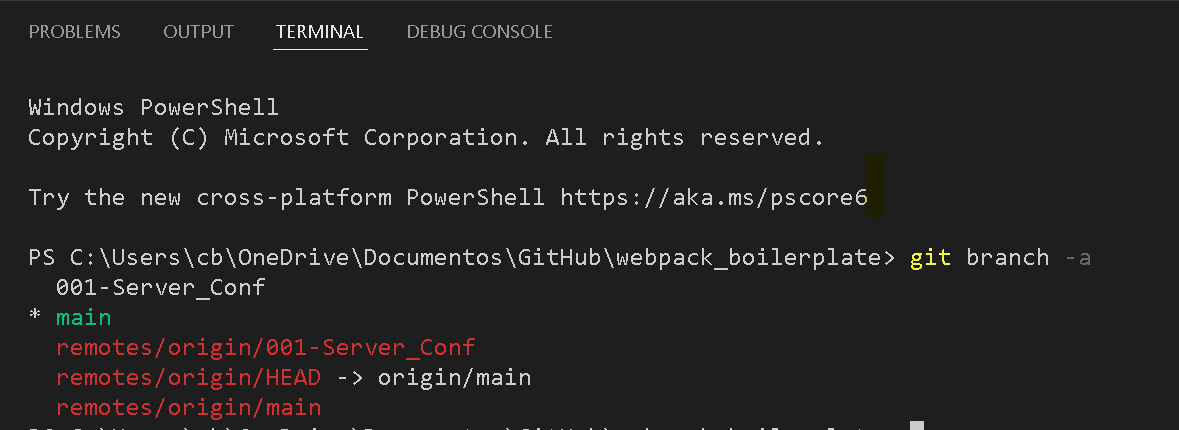 PROBLEMS OUTPUT TERMINAL DEBUG CONSOLE
Windows PowerShell
Copyright (C) Microsoft Corporation. All rights reserved.
Try the new cross-platform PowerShell https://aka.ms/pscore6
PS C:\Users\cb\OneDrive\Documentos\GitHub\webpack_boilerplate> git branch -a
001-Server_Conf
* main
remotes/origin/001-Server_Conf
remotes/origin/HEAD -> origin/main
remotes/origin/main